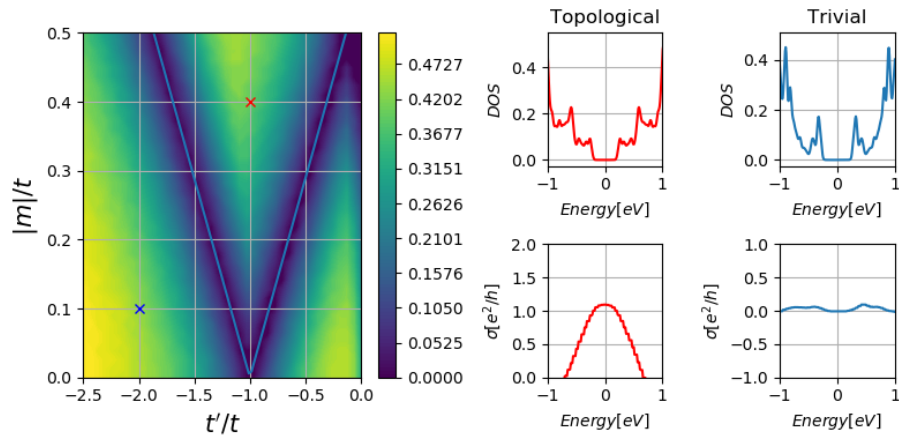 0.5
0.4
0.3
0.2
0.1
0.0
|m|/t
−2.5 −2.0 −1.5 −1.0 −0.5 0.0
t′/t
0.4727
0.4202
0.3677
0.3151
0.2626
0.2101
0.1576
0.1050
0.0525
0.0000
Topological
DOS
0.4
0.2
0.0
−1 0 1
Energy[eV]
Trivial
DOS
0.4
0.2
0.0
−1 0 1
Energy[eV]
σ[e²/h]
2.0
1.5
1.0
0.5
0.0
−1 0 1
Energy[eV]
σ[e²/h]
1.0
0.5
0.0
−0.5
−1.0
−1 0 1
Energy[eV]